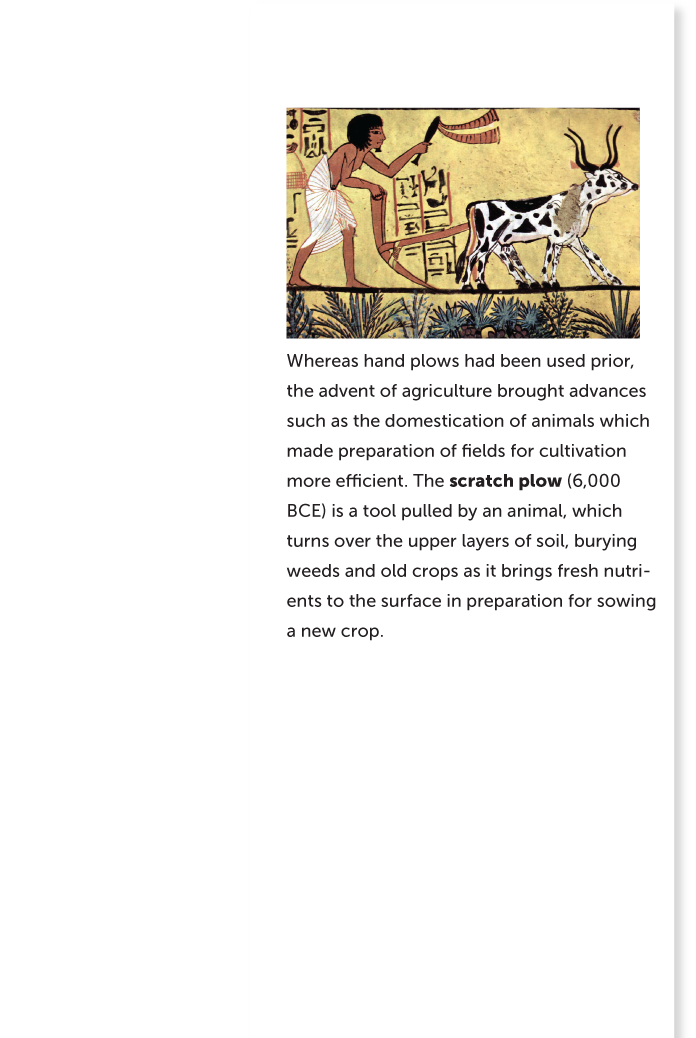 Whereas hand plows had been used prior,
the advent of agriculture brought advances
such as the domestication of animals which
made preparation of fields for cultivation
more efficient. The scratch plow (6,000
BCE) is a tool pulled by an animal, which
turns over the upper layers of soil, burying
weeds and old crops as it brings fresh nutri-
ents to the surface in preparation for sowing
a new crop.